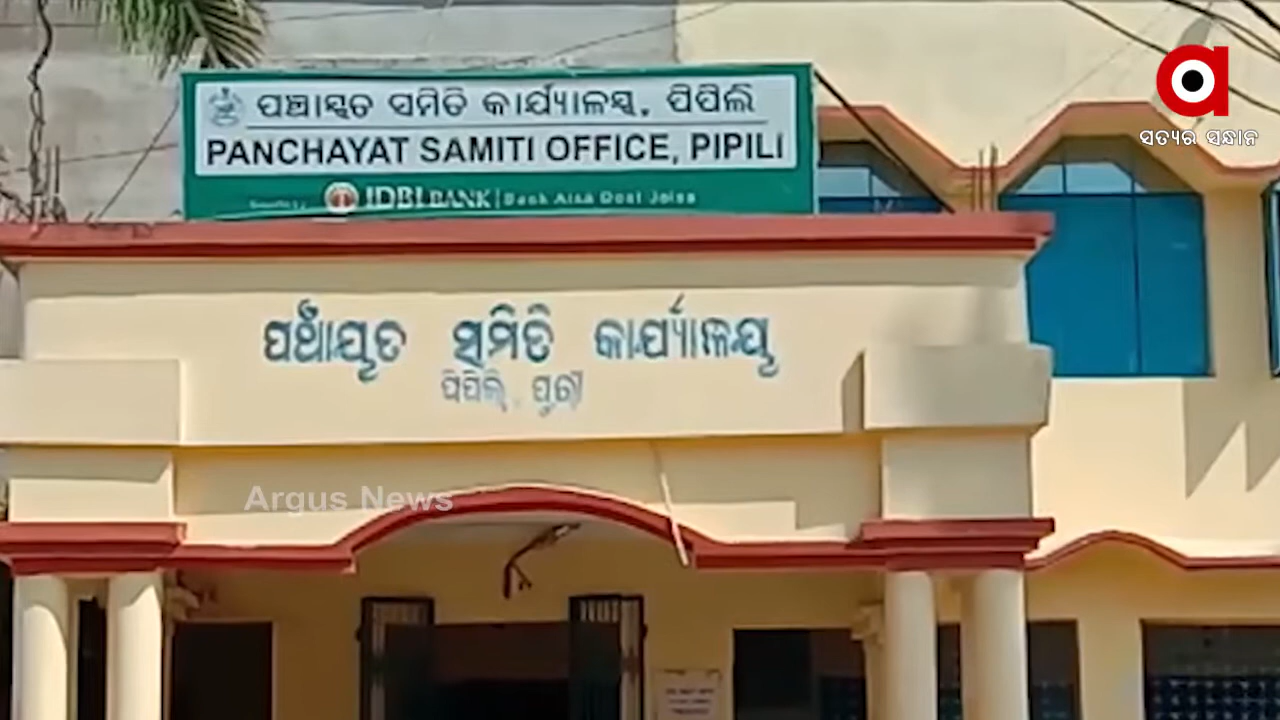 ପଞ୍ଚାୟତ ସମିତି କାର୍ଯ୍ୟାଳୟ, ପିପିଲି
PANCHAYAT SAMITI OFFICE, PIPILI
IDBI BANK | Bank Aisa Dost Jaisa
ସତ୍ୟର ସନ୍ଧାନ
ପଞ୍ଚାୟତ ସମିତି କାର୍ଯ୍ୟାଳୟ
ପିପିଲି, ପୁରୀ
Argus News